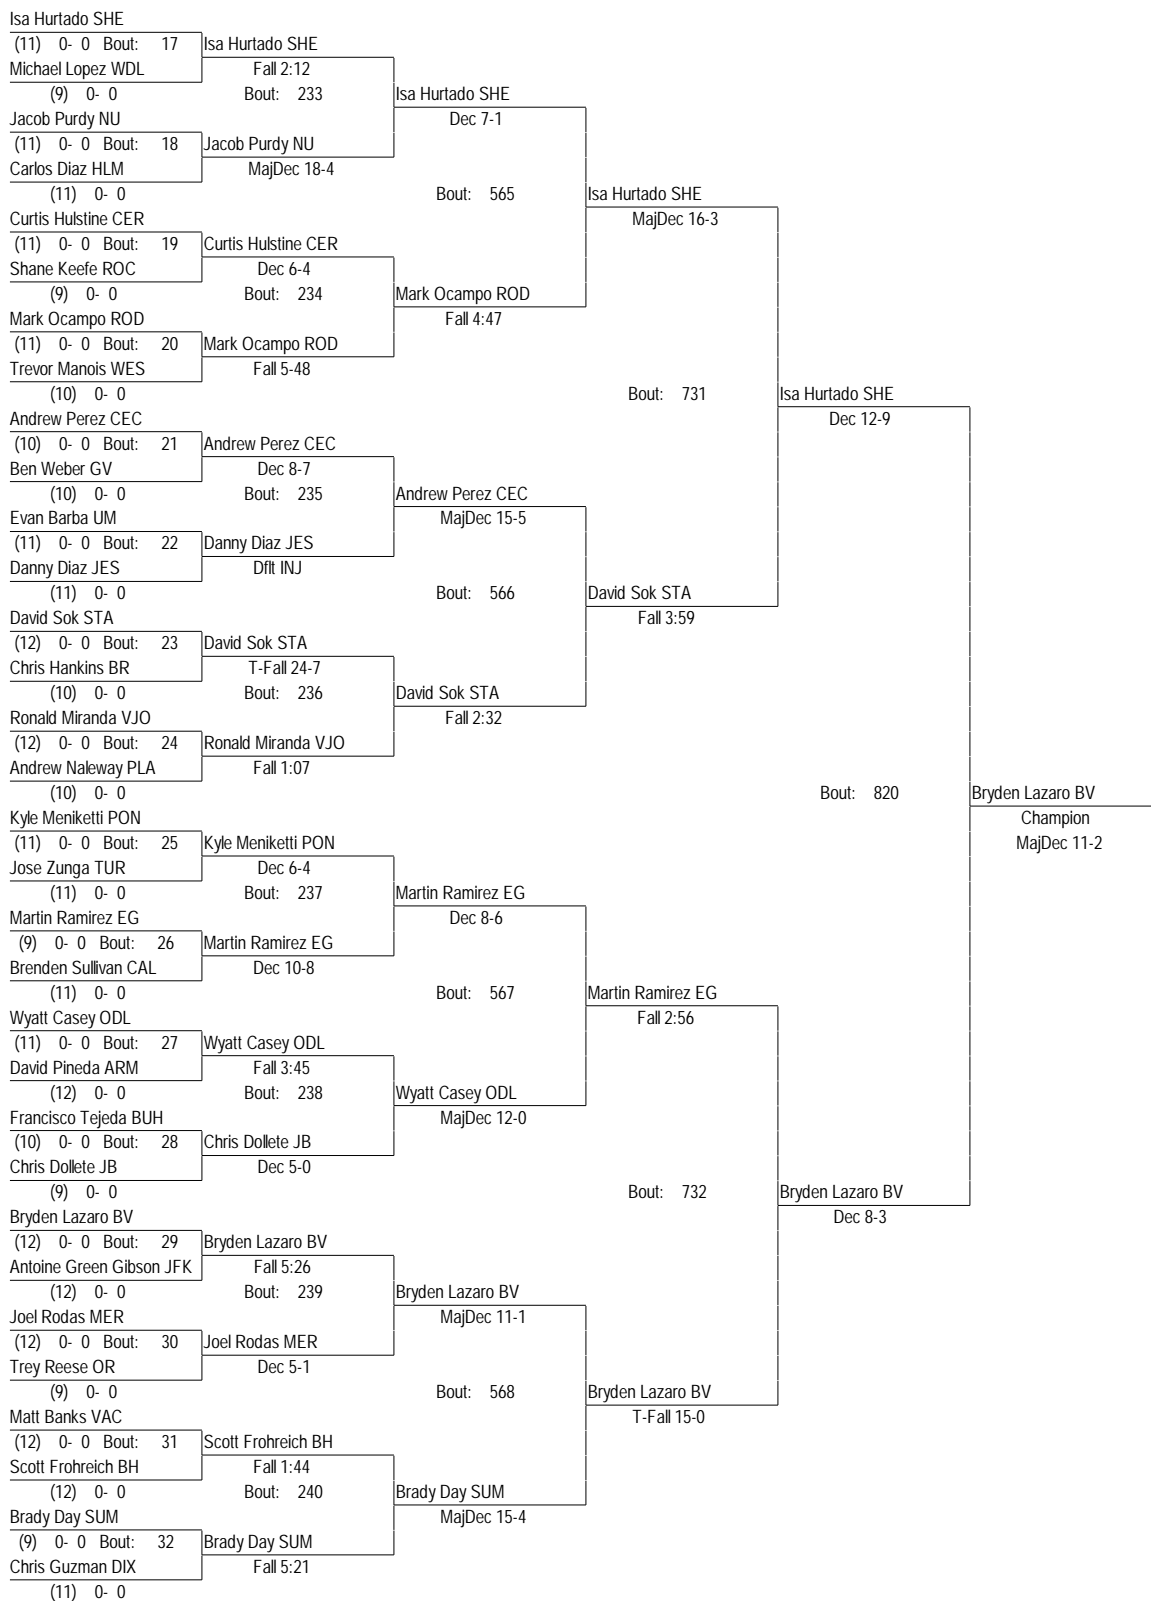 Isa Hurtado SHE
(11) 0- 0 Bout: 17 Isa Hurtado SHE
Michael Lopez WDL Fall 2:12
(9) 0- 0 Bout: 233 Isa Hurtado SHE
Jacob Purdy NU Dec 7-1
(11) 0- 0 Bout: 18 Jacob Purdy NU
Carlos Diaz HLM MajDec 18-4
(11) 0- 0 Bout: 565 Isa Hurtado SHE
Curtis Hulstine CER MajDec 16-3
(11) 0- 0 Bout: 19 Curtis Hulstine CER
Shane Keefe ROC Dec 6-4
(9) 0- 0 Bout: 234 Mark Ocampo ROD
Mark Ocampo ROD Fall 4:47
(11) 0- 0 Bout: 20 Mark Ocampo ROD
Trevor Manois WES Fall 5-48
(10) 0- 0 Bout: 731 Isa Hurtado SHE
Andrew Perez CEC Dec 12-9
(10) 0- 0 Bout: 21 Andrew Perez CEC
Ben Weber GV Dec 8-7
(10) 0- 0 Bout: 235 Andrew Perez CEC
Evan Barba UM MajDec 15-5
(11) 0- 0 Bout: 22 Danny Diaz JES
Danny Diaz JES Dflt INJ
(11) 0- 0 Bout: 566 David Sok STA
David Sok STA Fall 3:59
(12) 0- 0 Bout: 23 David Sok STA
Chris Hankins BR T-Fall 24-7
(10) 0- 0 Bout: 236 David Sok STA
Ronald Miranda VJO Fall 2:32
(12) 0- 0 Bout: 24 Ronald Miranda VJO
Andrew Naleway PLA Fall 1:07
(10) 0- 0 Bout: 820 Bryden Lazaro BV
Kyle Meniketti PON Champion
(11) 0- 0 Bout: 25 Kyle Meniketti PON MajDec 11-2
Jose Zunga TUR Dec 6-4
(11) 0- 0 Bout: 237 Martin Ramirez EG
Martin Ramirez EG Dec 8-6
(9) 0- 0 Bout: 26 Martin Ramirez EG
Brenden Sullivan CAL Dec 10-8
(11) 0- 0 Bout: 567 Martin Ramirez EG
Wyatt Casey ODL Fall 2:56
(11) 0- 0 Bout: 27 Wyatt Casey ODL
David Pineda ARM Fall 3:45
(12) 0- 0 Bout: 238 Wyatt Casey ODL
Francisco Tejeda BUH MajDec 12-0
(10) 0- 0 Bout: 28 Chris Dollete JB
Chris Dollete JB Dec 5-0
(9) 0- 0 Bout: 732 Bryden Lazaro BV
Bryden Lazaro BV Dec 8-3
(12) 0- 0 Bout: 29 Bryden Lazaro BV
Antoine Green Gibson JFK Fall 5:26
(12) 0- 0 Bout: 239 Bryden Lazaro BV
Joel Rodas MER MajDec 11-1
(12) 0- 0 Bout: 30 Joel Rodas MER
Trey Reese OR Dec 5-1
(9) 0- 0 Bout: 568 Bryden Lazaro BV
Matt Banks VAC T-Fall 15-0
(12) 0- 0 Bout: 31 Scott Frohreich BH
Scott Frohreich BH Fall 1:44
(12) 0- 0 Bout: 240 Brady Day SUM
Brady Day SUM MajDec 15-4
(9) 0- 0 Bout: 32 Brady Day SUM
Chris Guzman DIX Fall 5:21
(11) 0- 0